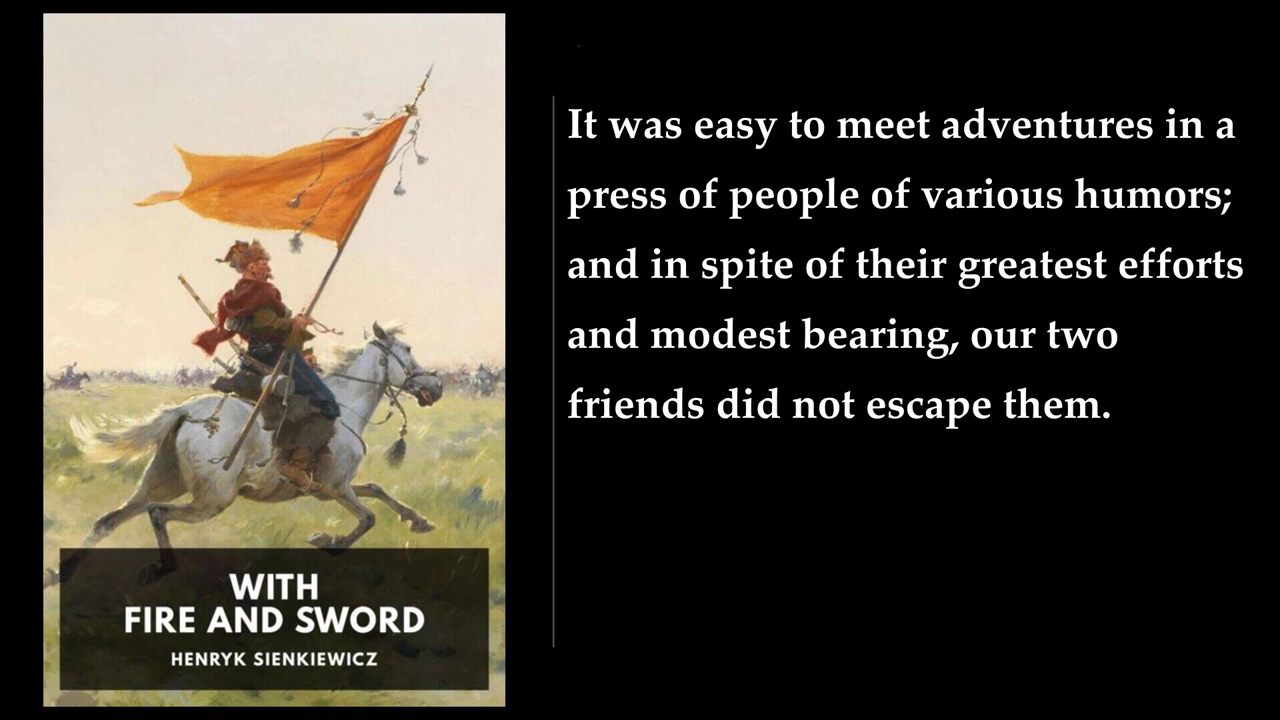 WITH
FIRE AND SWORD
HENRYK SIENKIEWICZ
It was easy to meet adventures in a
press of people of various humors;
and in spite of their greatest efforts
and modest bearing, our two
friends did not escape them.